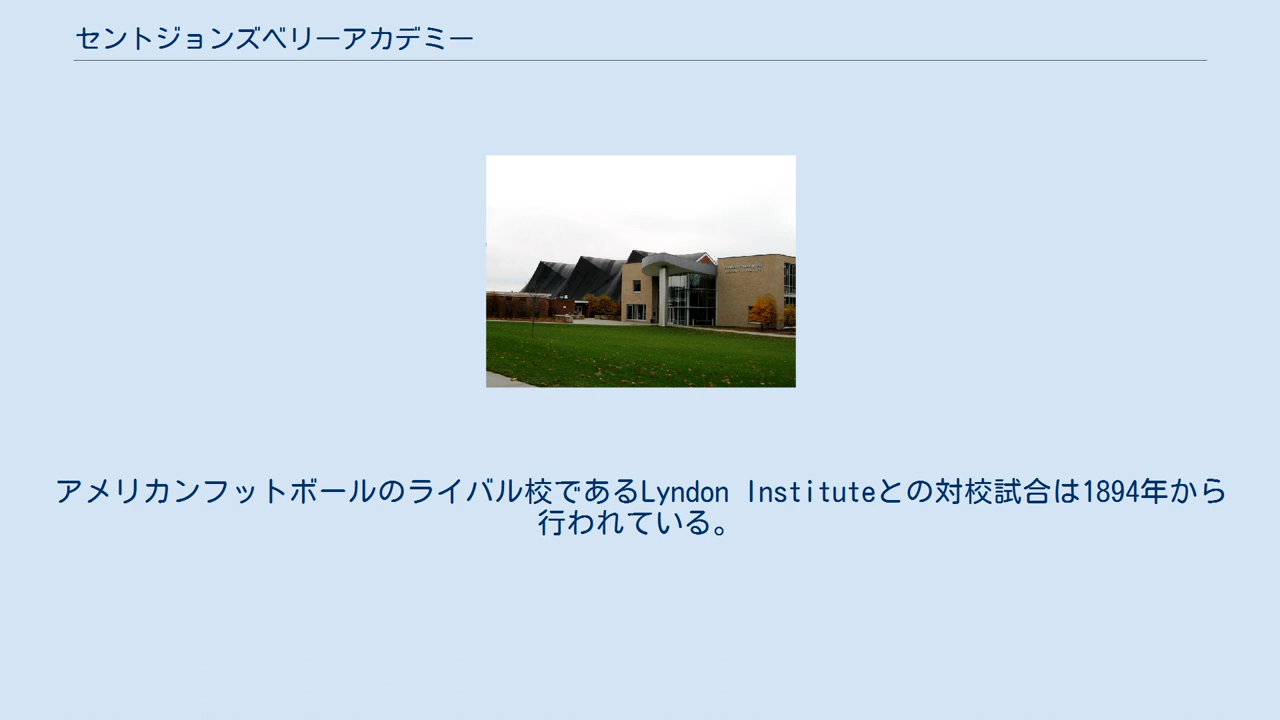 セントジョンズベリーアカデミー
アメリカンフットボールのライバル校であるLyndon Instituteとの対校試合は1894年から
行われている。